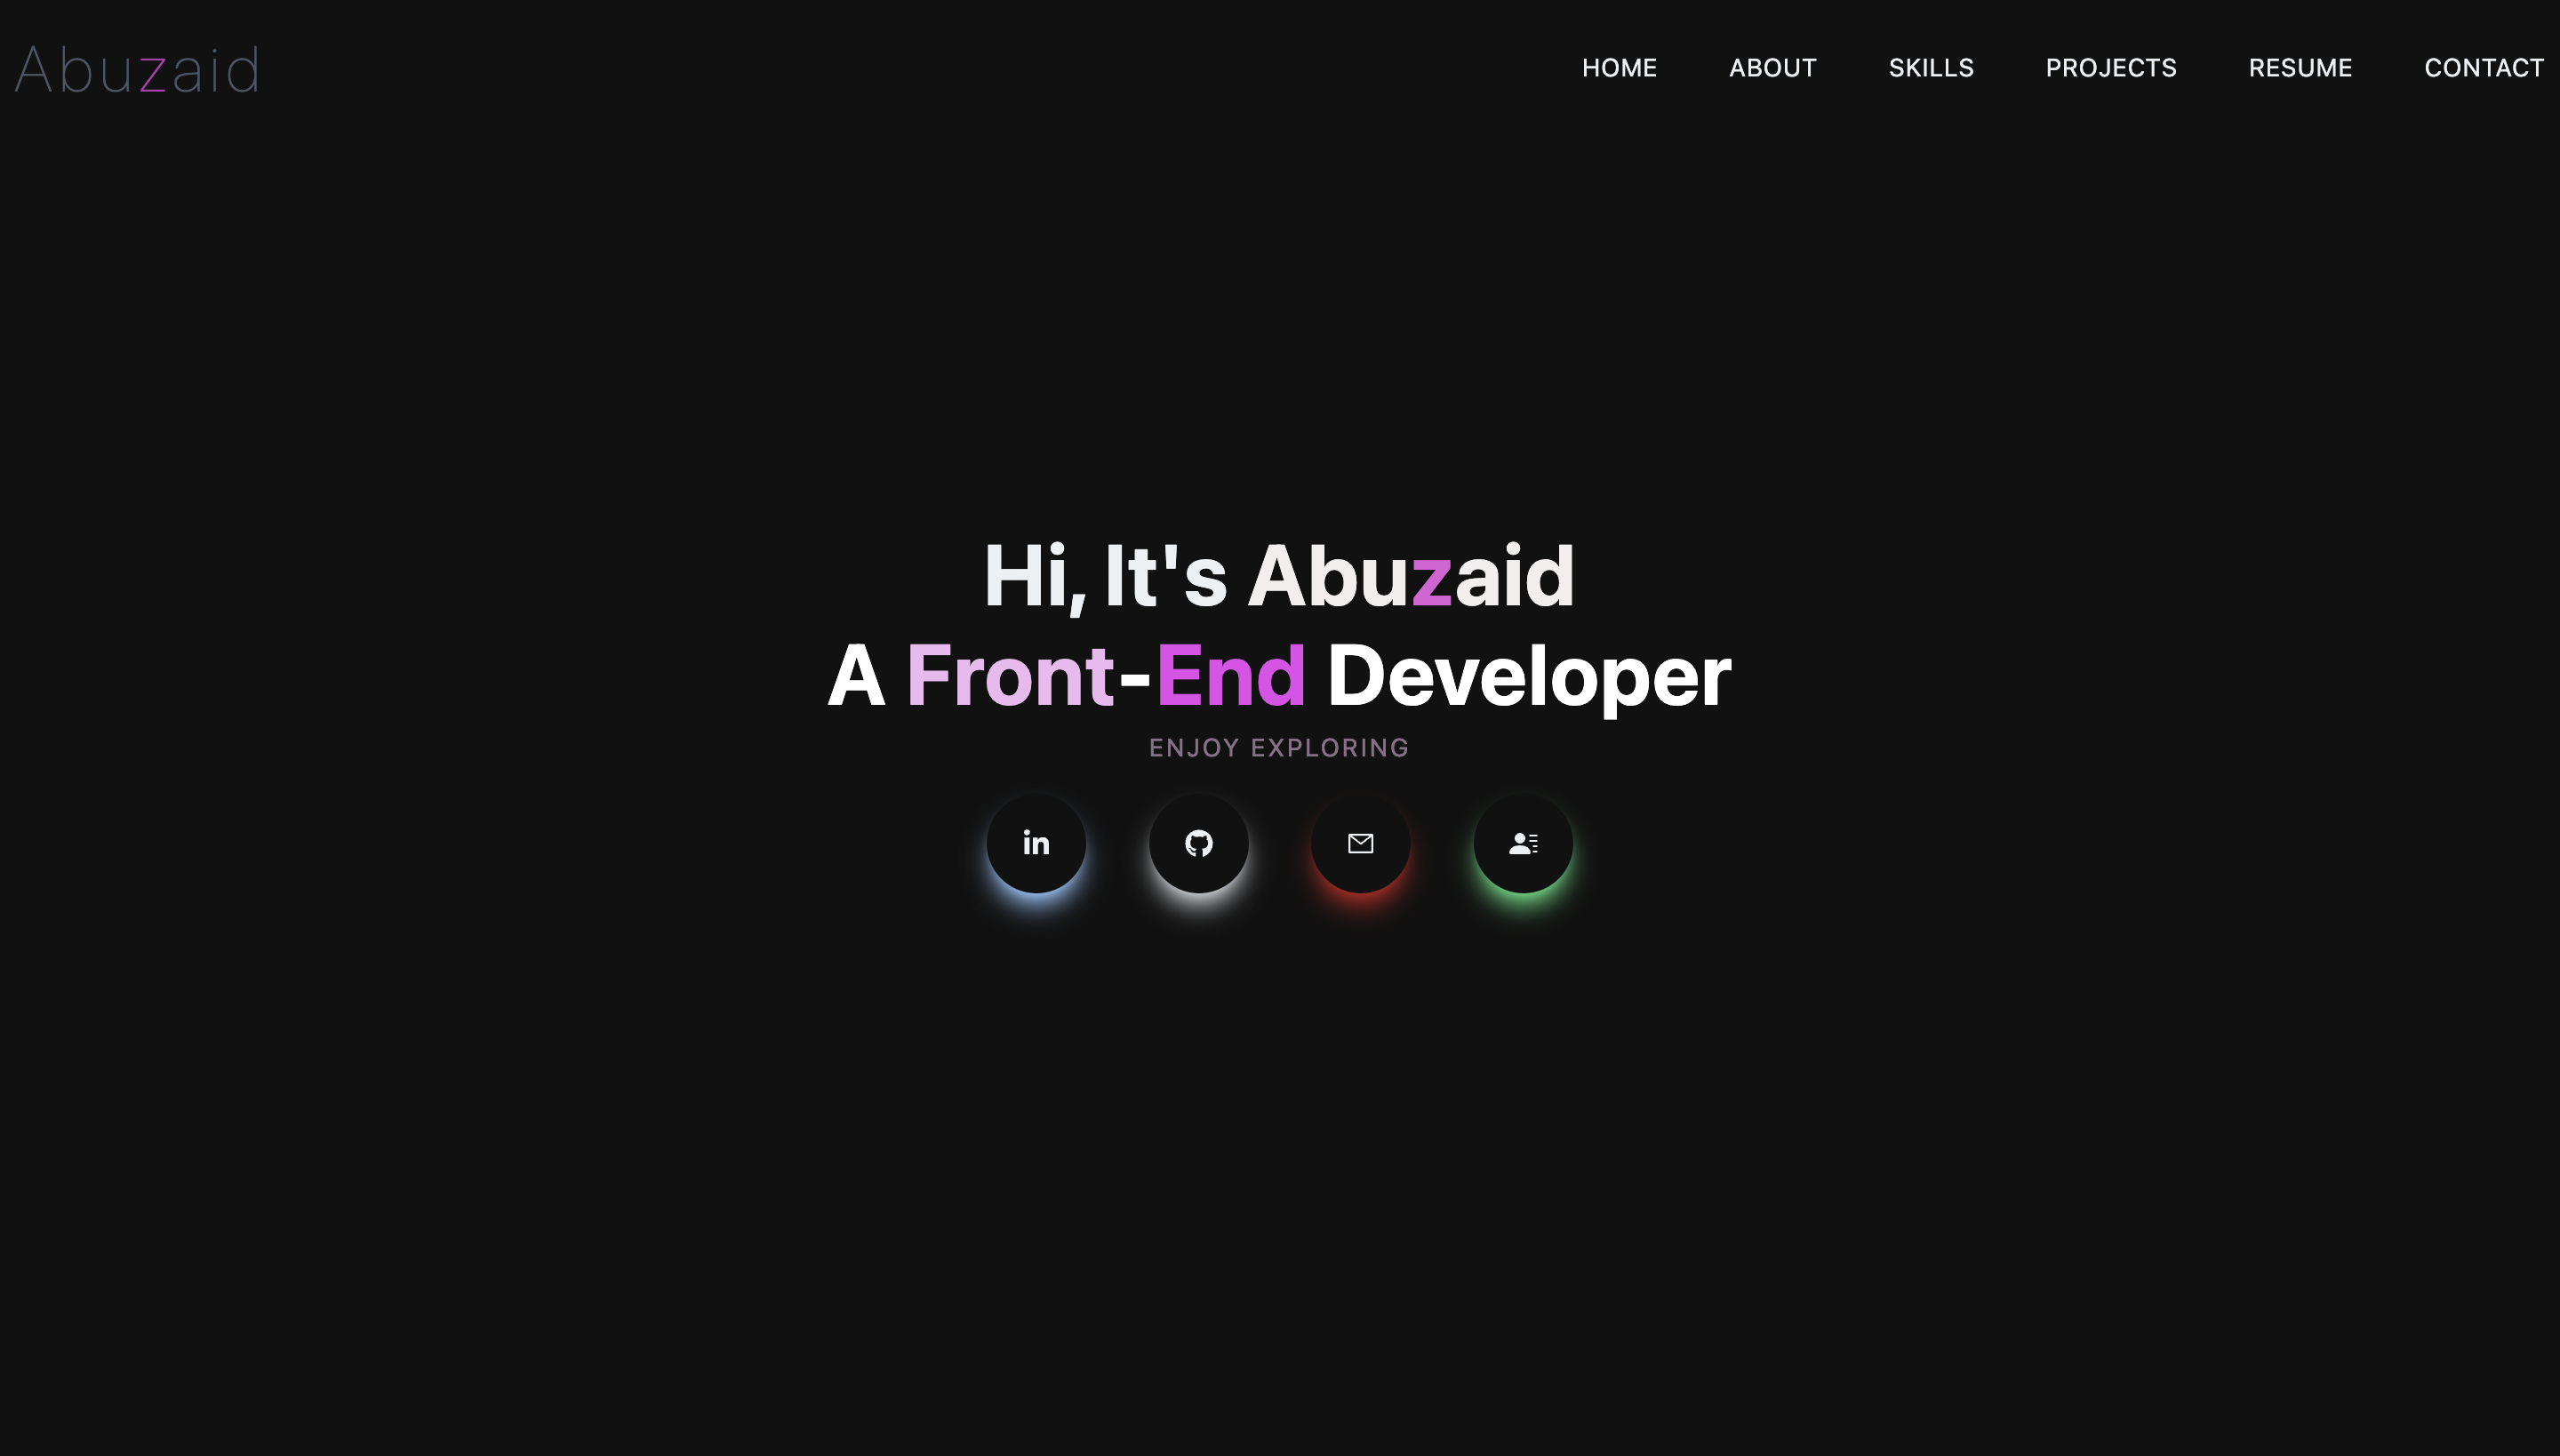 Abuzaid
HOME ABOUT SKILLS PROJECTS RESUME CONTACT
Hi, It's Abuzaid
A Front-End Developer
ENJOY EXPLORING
in